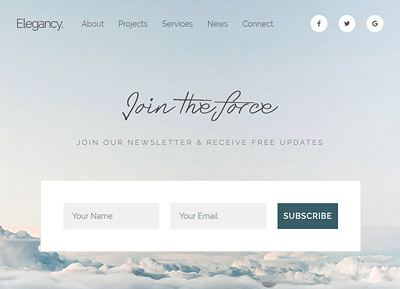 Elegancy. About Projects Services News Connect
Join the force
JOIN OUR NEWSLETTER & RECEIVE FREE UPDATES
Your Name Your Email SUBSCRIBE